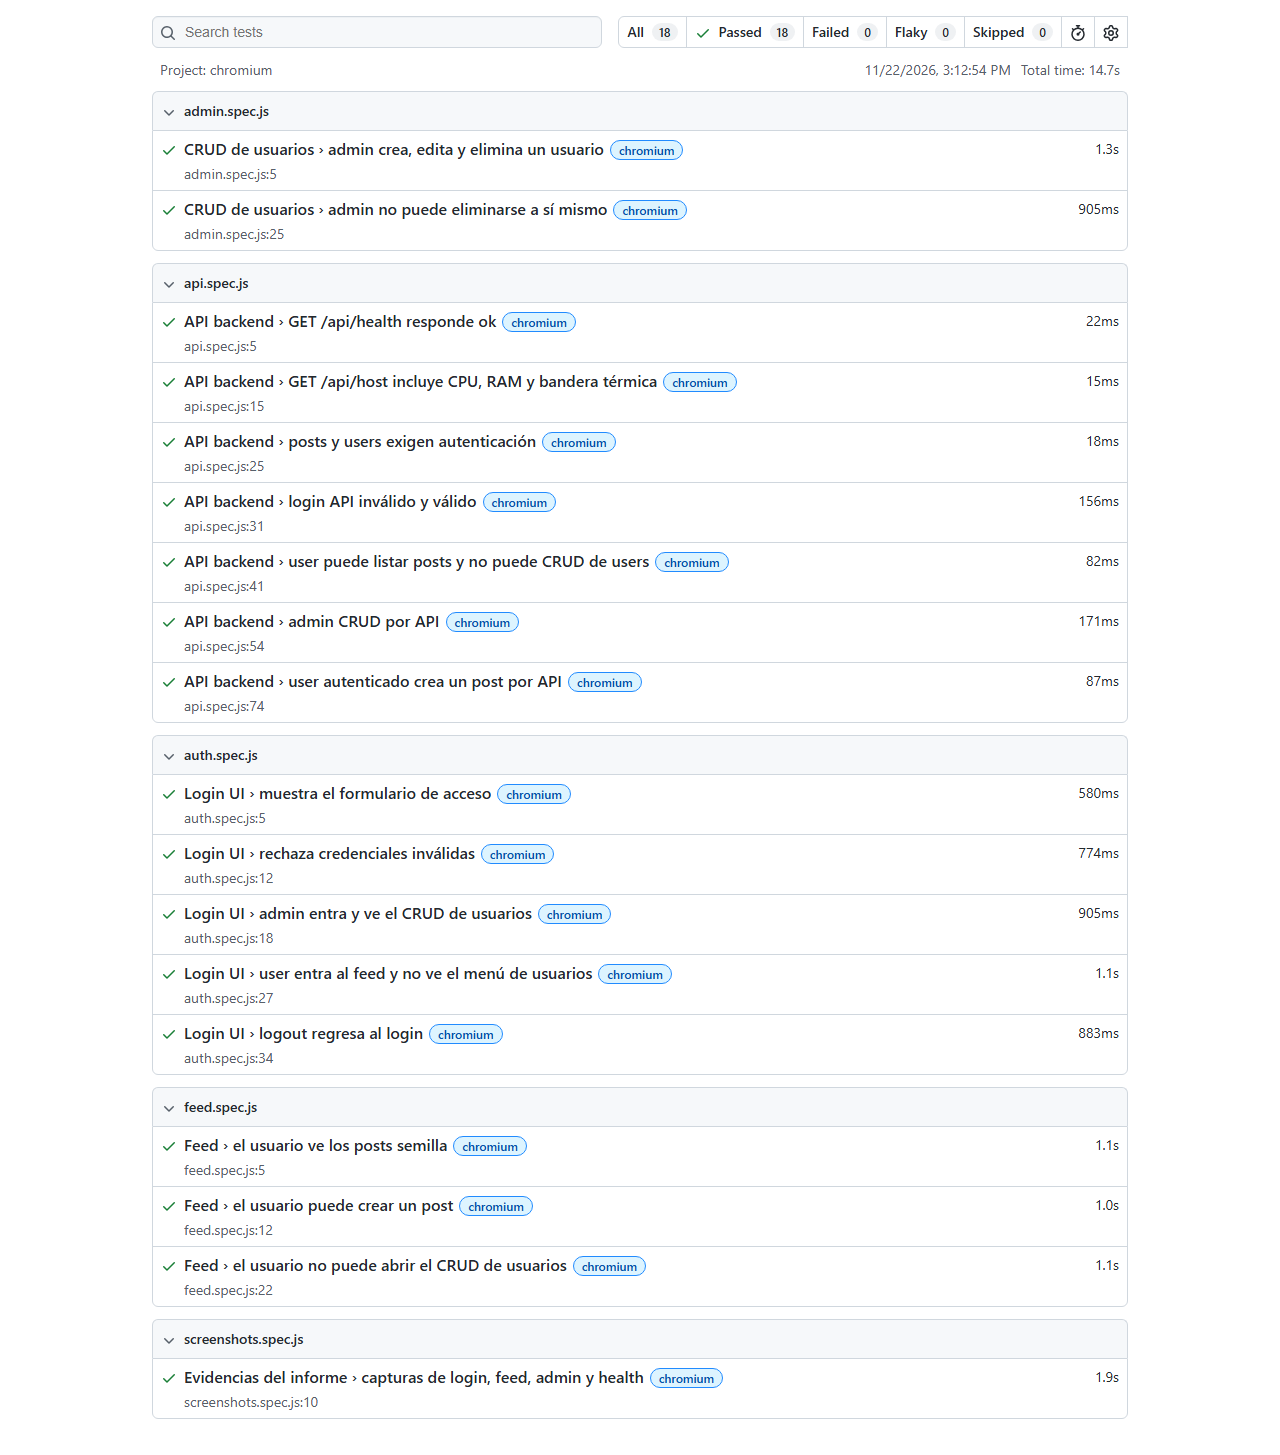 Search tests
All 18 Passed 18 Failed 0 Flaky 0 Skipped 0
Project: chromium 11/22/2026, 3:12:54 PM Total time: 14.7s
admin.spec.js
CRUD de usuarios › admin crea, edita y elimina un usuario chromium 1.3s
admin.spec.js:5
CRUD de usuarios › admin no puede eliminarse a sí mismo chromium 905ms
admin.spec.js:25
api.spec.js
API backend › GET /api/health responde ok chromium 22ms
api.spec.js:5
API backend › GET /api/host incluye CPU, RAM y bandera térmica chromium 15ms
api.spec.js:15
API backend › posts y users exigen autenticación chromium 18ms
api.spec.js:25
API backend › login API inválido y válido chromium 156ms
api.spec.js:31
API backend › user puede listar posts y no puede CRUD de users chromium 82ms
api.spec.js:41
API backend › admin CRUD por API chromium 171ms
api.spec.js:54
API backend › user autenticado crea un post por API chromium 87ms
api.spec.js:74
auth.spec.js
Login UI › muestra el formulario de acceso chromium 580ms
auth.spec.js:5
Login UI › rechaza credenciales inválidas chromium 774ms
auth.spec.js:12
Login UI › admin entra y ve el CRUD de usuarios chromium 905ms
auth.spec.js:18
Login UI › user entra al feed y no ve el menú de usuarios chromium 1.1s
auth.spec.js:27
Login UI › logout regresa al login chromium 883ms
auth.spec.js:34
feed.spec.js
Feed › el usuario ve los posts semilla chromium 1.1s
feed.spec.js:5
Feed › el usuario puede crear un post chromium 1.0s
feed.spec.js:12
Feed › el usuario no puede abrir el CRUD de usuarios chromium 1.1s
feed.spec.js:22
screenshots.spec.js
Evidencias del informe › capturas de login, feed, admin y health chromium 1.9s
screenshots.spec.js:10